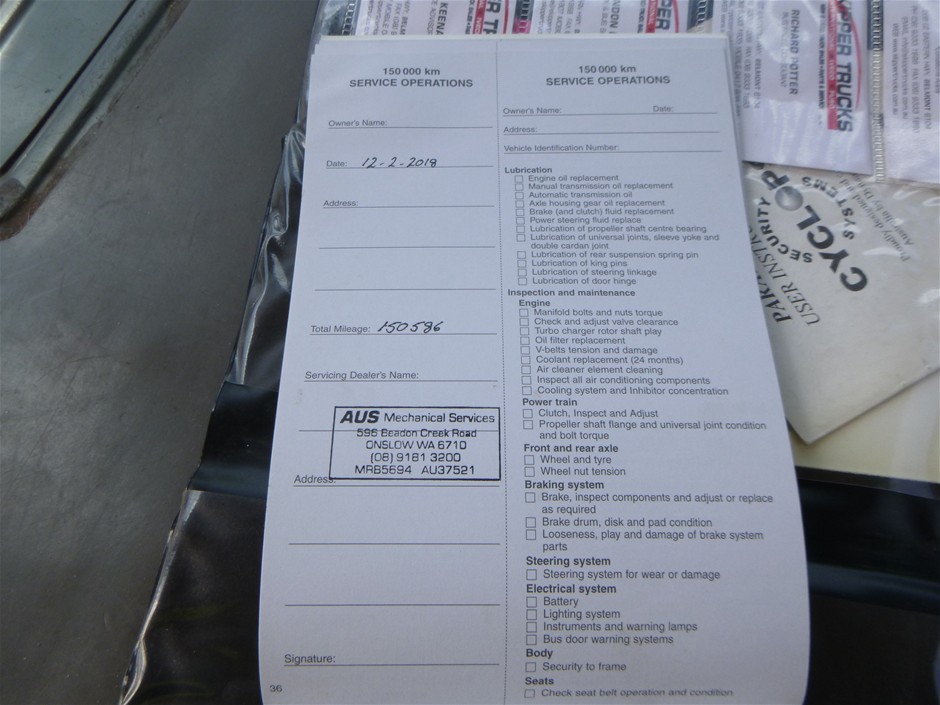 150 000 km
SERVICE OPERATIONS
Owner's Name:
Date: 12-2-2018
Address:
Total Mileage: 150586
Servicing Dealer's Name:
AUS Mechanical Services
596 Beadon Creek Road
ONSLOW WA 6710
(08) 9181 3200
MRB5694 AU37521
Address:
Signature:
36
150 000 km
SERVICE OPERATIONS
Owner's Name: Date:
Address:
Vehicle Identification Number:
Lubrication
Engine oil replacement
Manual transmission oil replacement
Automatic transmission oil
Axle housing gear oil replacement
Brake (and clutch) fluid replacement
Power steering fluid replace
Lubrication of propeller shaft centre bearing
Lubrication of universal joints, sleeve yoke and
double cardan joint
Lubrication of rear suspension spring pin
Lubrication of king pins
Lubrication of steering linkage
Lubrication of door hinge
Inspection and maintenance
Engine
Manifold bolts and nuts torque
Check and adjust valve clearance
Turbo charger rotor shaft play
Oil filter replacement
V-belts tension and damage
Coolant replacement (24 months)
Air cleaner element cleaning
Inspect all air conditioning components
Cooling system and Inhibitor concentration
Power train
Clutch, Inspect and Adjust
Propeller shaft flange and universal joint condition
and bolt torque
Front and rear axle
Wheel and tyre
Wheel nut tension
Braking system
Brake, inspect components and adjust or replace
as required
Brake drum, disk and pad condition
Looseness, play and damage of brake system
parts
Steering system
Steering system for wear or damage
Electrical system
Battery
Lighting system
Instruments and warning lamps
Bus door warning systems
Body
Security to frame
Seats
Check seat belt operation and condition
RICHARD POTTER
PER TRUCKS
CYCLOP
SECURITY SYSTEMS
USER INSTR